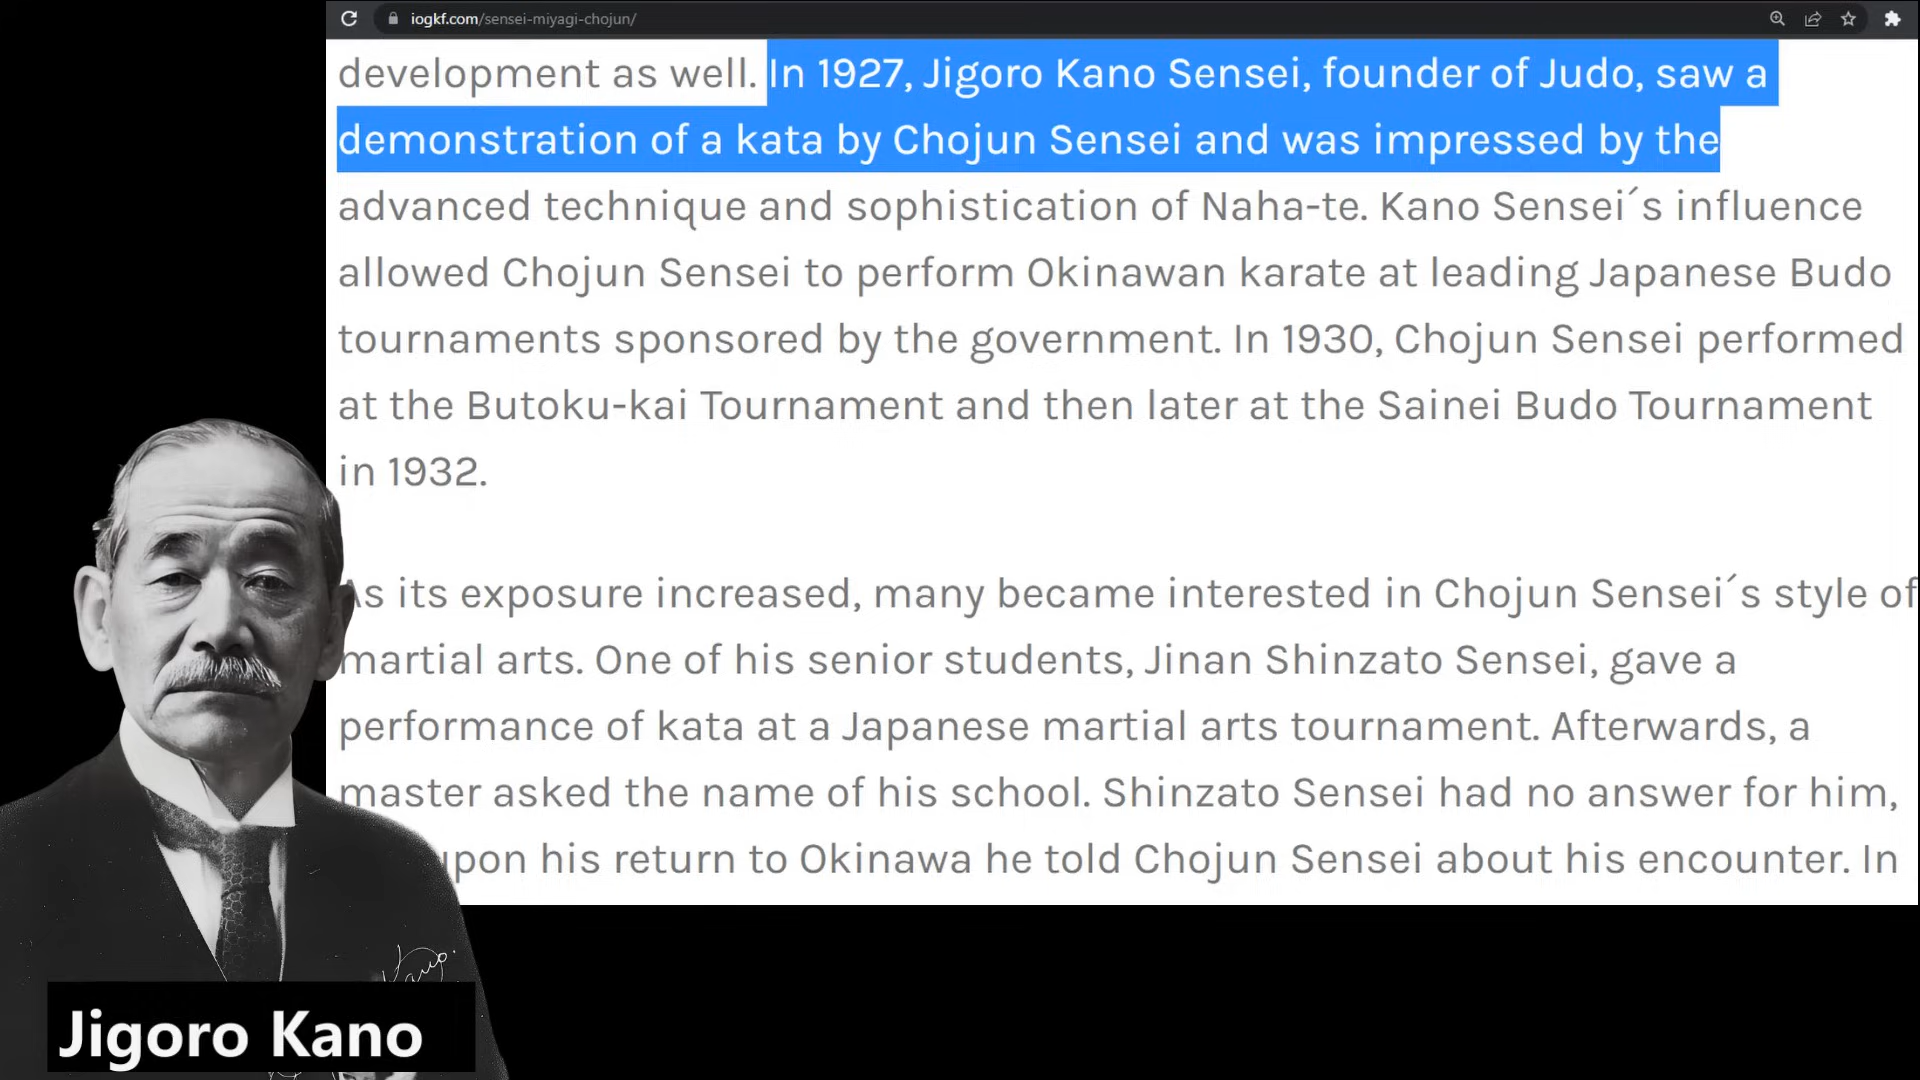 iogkf.com/sensei-miyagi-chojun/
development as well. In 1927, Jigoro Kano Sensei, founder of Judo, saw a
demonstration of a kata by Chojun Sensei and was impressed by the
advanced technique and sophistication of Naha-te. Kano Sensei´s influence
allowed Chojun Sensei to perform Okinawan karate at leading Japanese Budo
tournaments sponsored by the government. In 1930, Chojun Sensei performed
at the Butoku-kai Tournament and then later at the Sainei Budo Tournament
in 1932.
As its exposure increased, many became interested in Chojun Sensei´s style of
martial arts. One of his senior students, Jinan Shinzato Sensei, gave a
performance of kata at a Japanese martial arts tournament. Afterwards, a
master asked the name of his school. Shinzato Sensei had no answer for him,
upon his return to Okinawa he told Chojun Sensei about his encounter. In
Kano.
Jigoro Kano